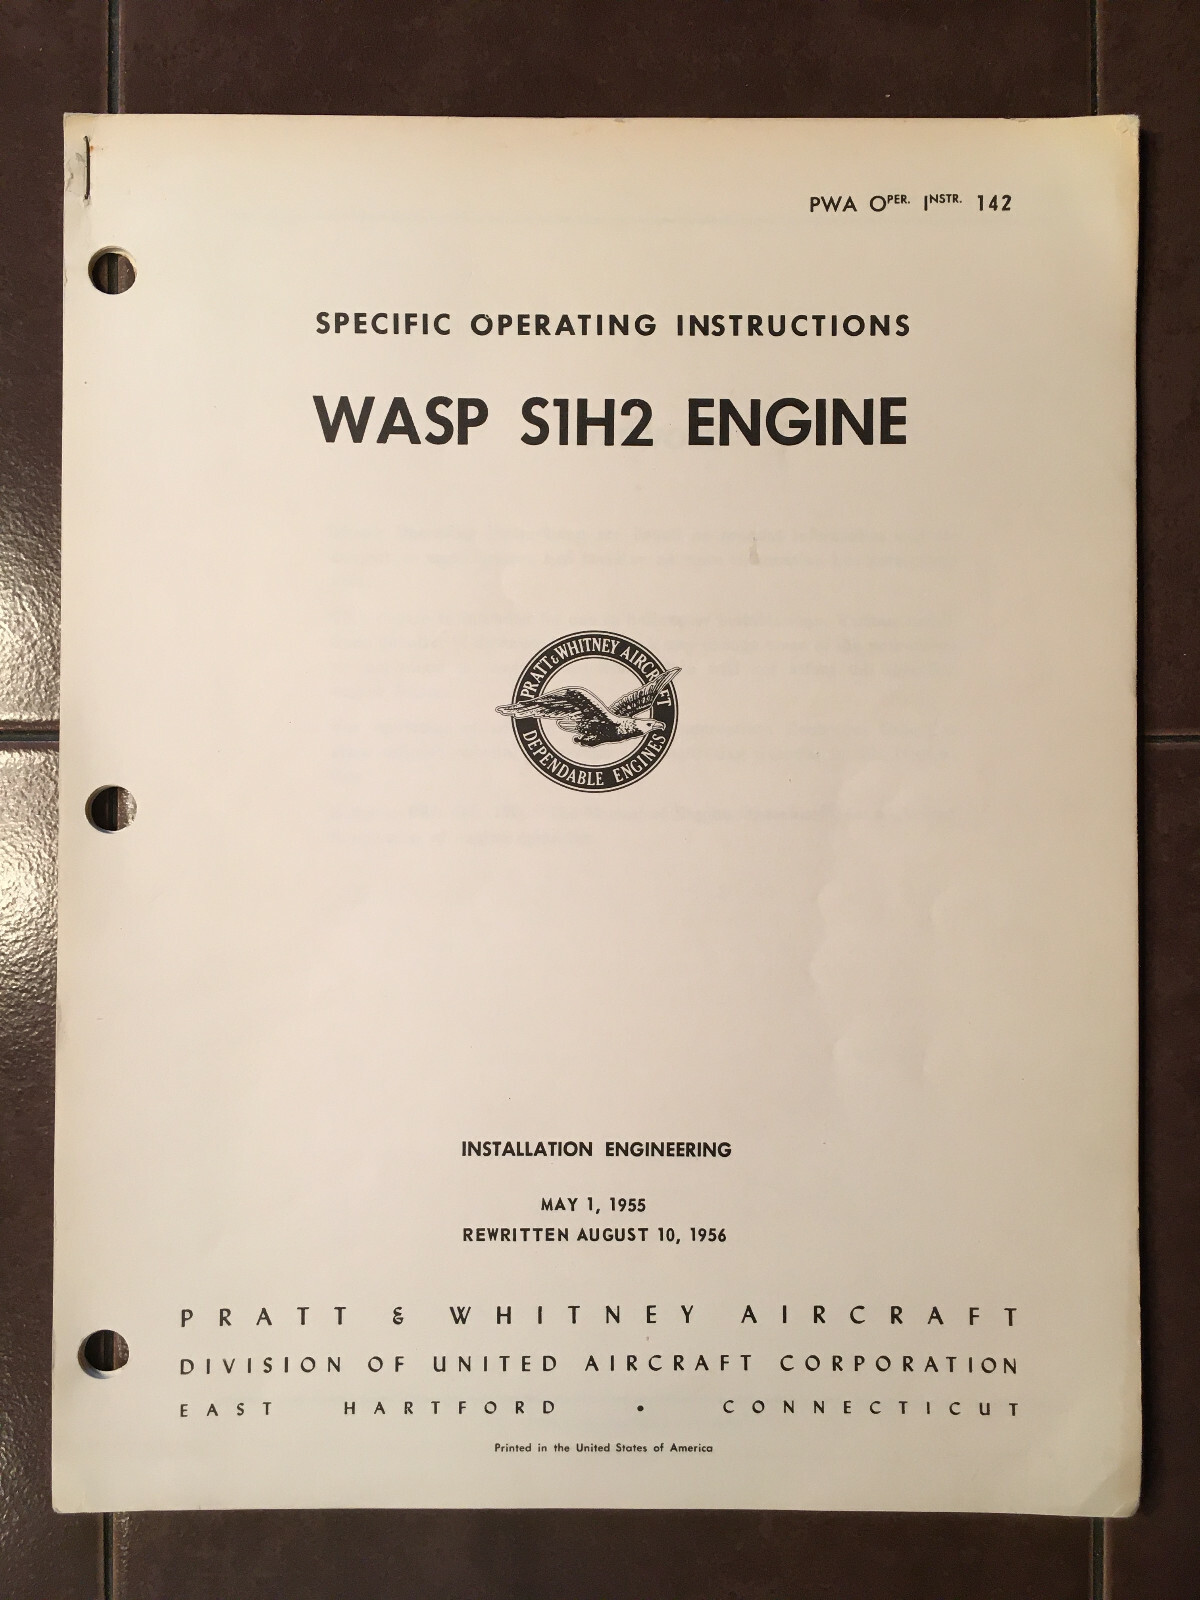 PWA OPER. INSTR. 142
SPECIFIC OPERATING INSTRUCTIONS
WASP S1H2 ENGINE
PRATT & WHITNEY AIRCRAFT
DEPENDABLE ENGINES
INSTALLATION ENGINEERING
MAY 1, 1955
REWRITTEN AUGUST 10, 1956
PRATT & WHITNEY AIRCRAFT
DIVISION OF UNITED AIRCRAFT CORPORATION
EAST HARTFORD • CONNECTICUT
Printed in the United States of America